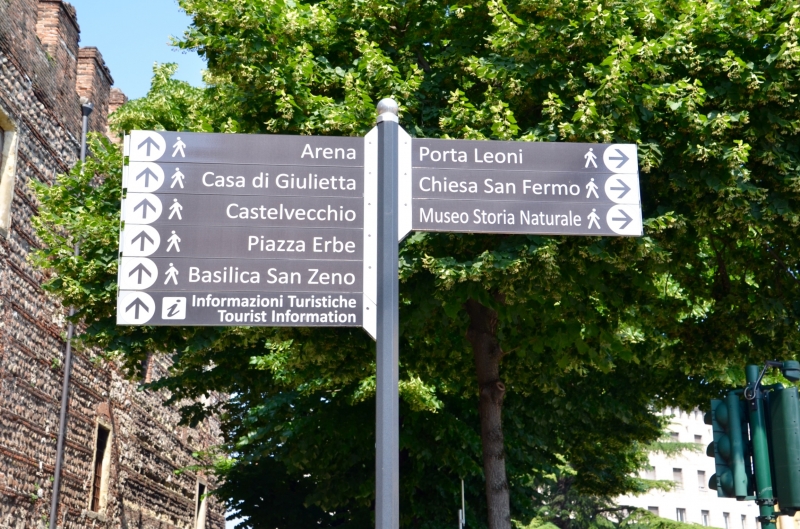 Arena
Casa di Giulietta
Castelvecchio
Piazza Erbe
Basilica San Zeno
i Informazioni Turistiche
Tourist Information
Porta Leoni
Chiesa San Fermo
Museo Storia Naturale